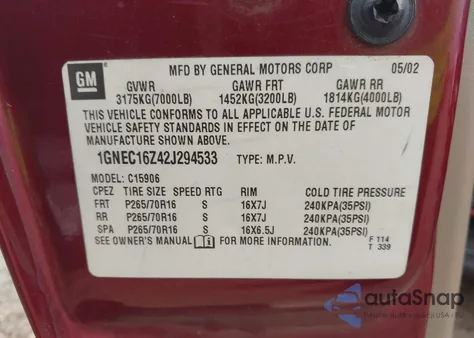 GM
MFD BY GENERAL MOTORS CORP 05/02
GVWR GAWR FRT GAWR RR
3175KG(7000LB) 1452KG(3200LB) 1814KG(4000LB)
THIS VEHICLE CONFORMS TO ALL APPLICABLE U.S. FEDERAL MOTOR
VEHICLE SAFETY STANDARDS IN EFFECT ON THE DATE OF
MANUFACTURE SHOWN ABOVE.
1GNEC16Z42J294533 TYPE: M.P.V.
MODEL: C15906
CPEZ TIRE SIZE SPEED RTG RIM COLD TIRE PRESSURE
FRT P265/70R16 S 16X7J 240KPA(35PSI)
RR P265/70R16 S 16X7J 240KPA(35PSI)
SPA P265/70R16 S 16X6.5J 240KPA(35PSI)
SEE OWNER'S MANUAL FOR MORE INFORMATION.
F 114
T 339
autoSnap